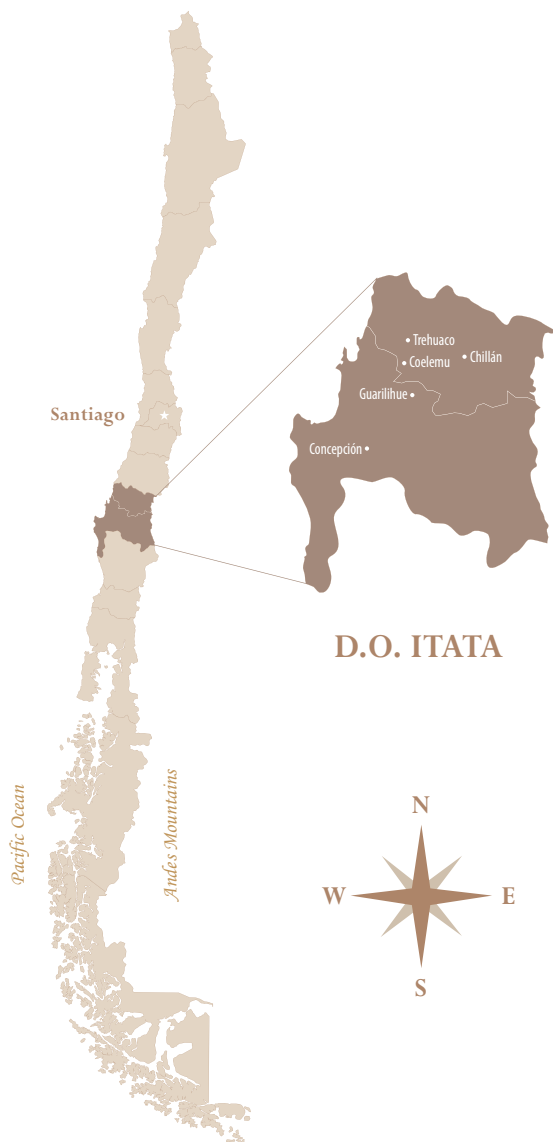 Trehuaco
Chillán
Coelemu
Guarilihue
Santiago
Concepción
D.O. ITATA
Pacific Ocean
Andes Mountains
N
W
E
S